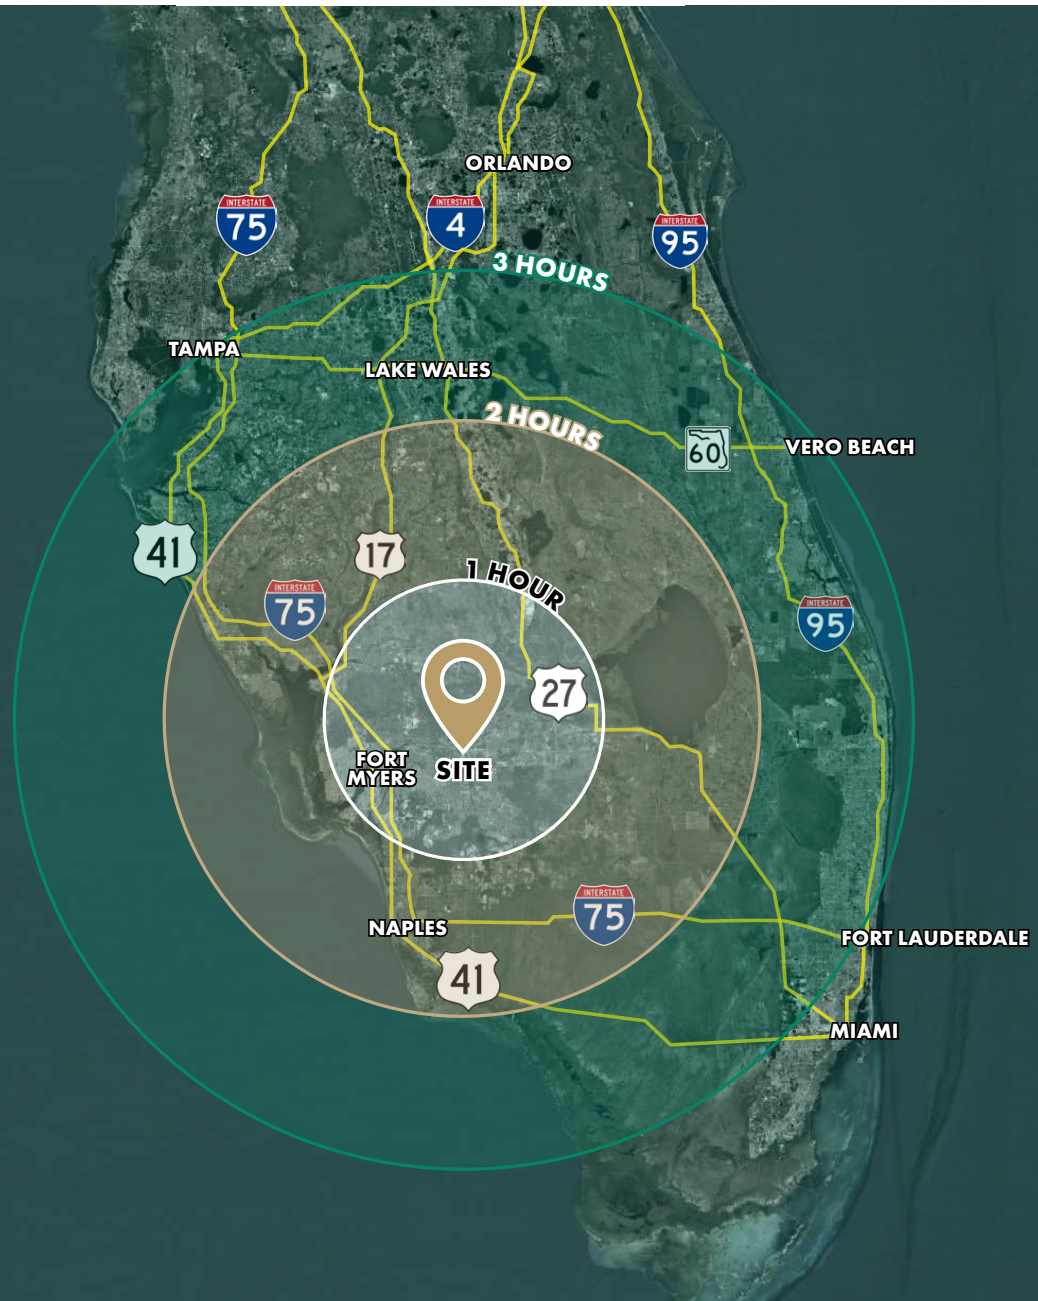 ORLANDO
INTERSTATE
75
INTERSTATE
4
INTERSTATE
95
3 HOURS
TAMPA
LAKE WALES
2 HOURS
60
VERO BEACH
41
17
1 HOUR
INTERSTATE
75
INTERSTATE
95
27
FORT
MYERS
SITE
INTERSTATE
75
NAPLES
FORT LAUDERDALE
41
MIAMI